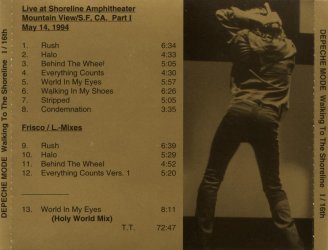 DEPECHE MODE Walking To The Shoreline I / 16th
Live at Shoreline Amphitheater
Mountain View/S.F, CA. Part I
May 14, 1994
1. Rush 6:34
2. Halo 4:33
3. Behind The Wheel 5:05
4. Everything Counts 4:30
5. World In My Eyes 5:57
6. Walking In My Shoes 6:26
7. Stripped 5:05
8. Condemnation 3:35
Frisco / L.-Mixes
9. Rush 6:39
10. Halo 5:29
11. Behind The Wheel 4:52
12. Everything Counts Vers. 1 5:20
13. World In My Eyes 8:11
(Holy World Mix)
T.T. 72:47
DEPECHE MODE Walking To The Shoreline I / 16th